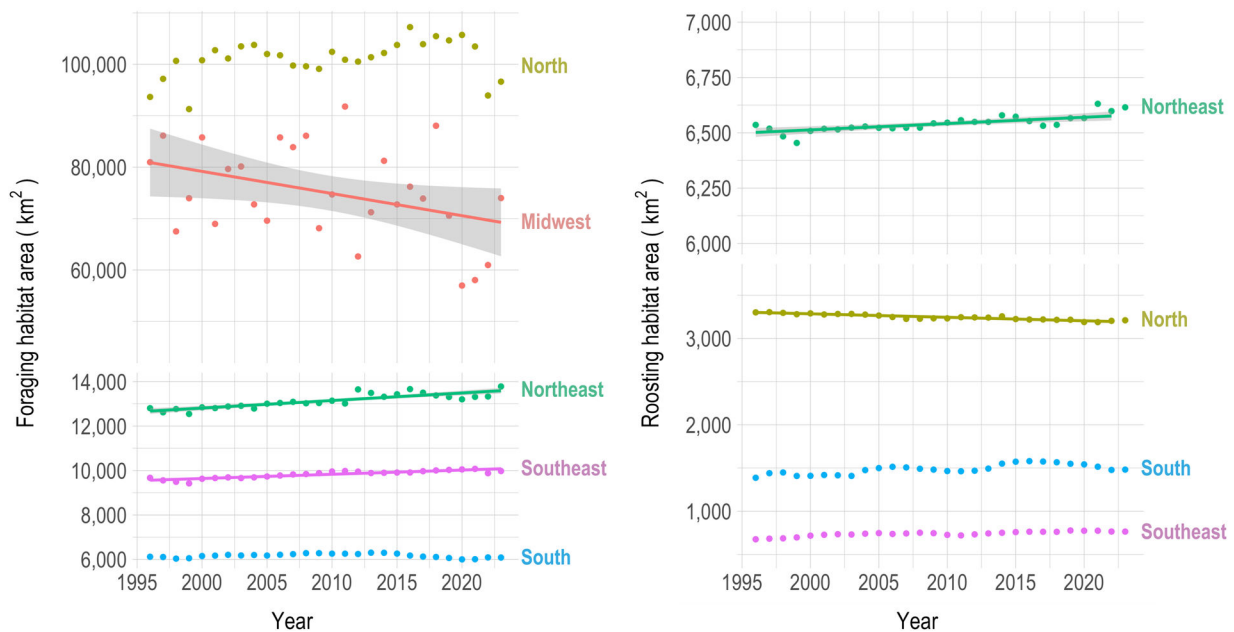 Foraging habitat area ( km² )
100,000
80,000
60,000
14,000
12,000
10,000
8,000
6,000
North
Midwest
Northeast
Southeast
South
1995 2000 2005 2010 2015 2020
Year
Roosting habitat area ( km² )
7,000
6,750
6,500
6,250
6,000
3,000
2,000
1,000
Northeast
North
South
Southeast
1995 2000 2005 2010 2015 2020
Year